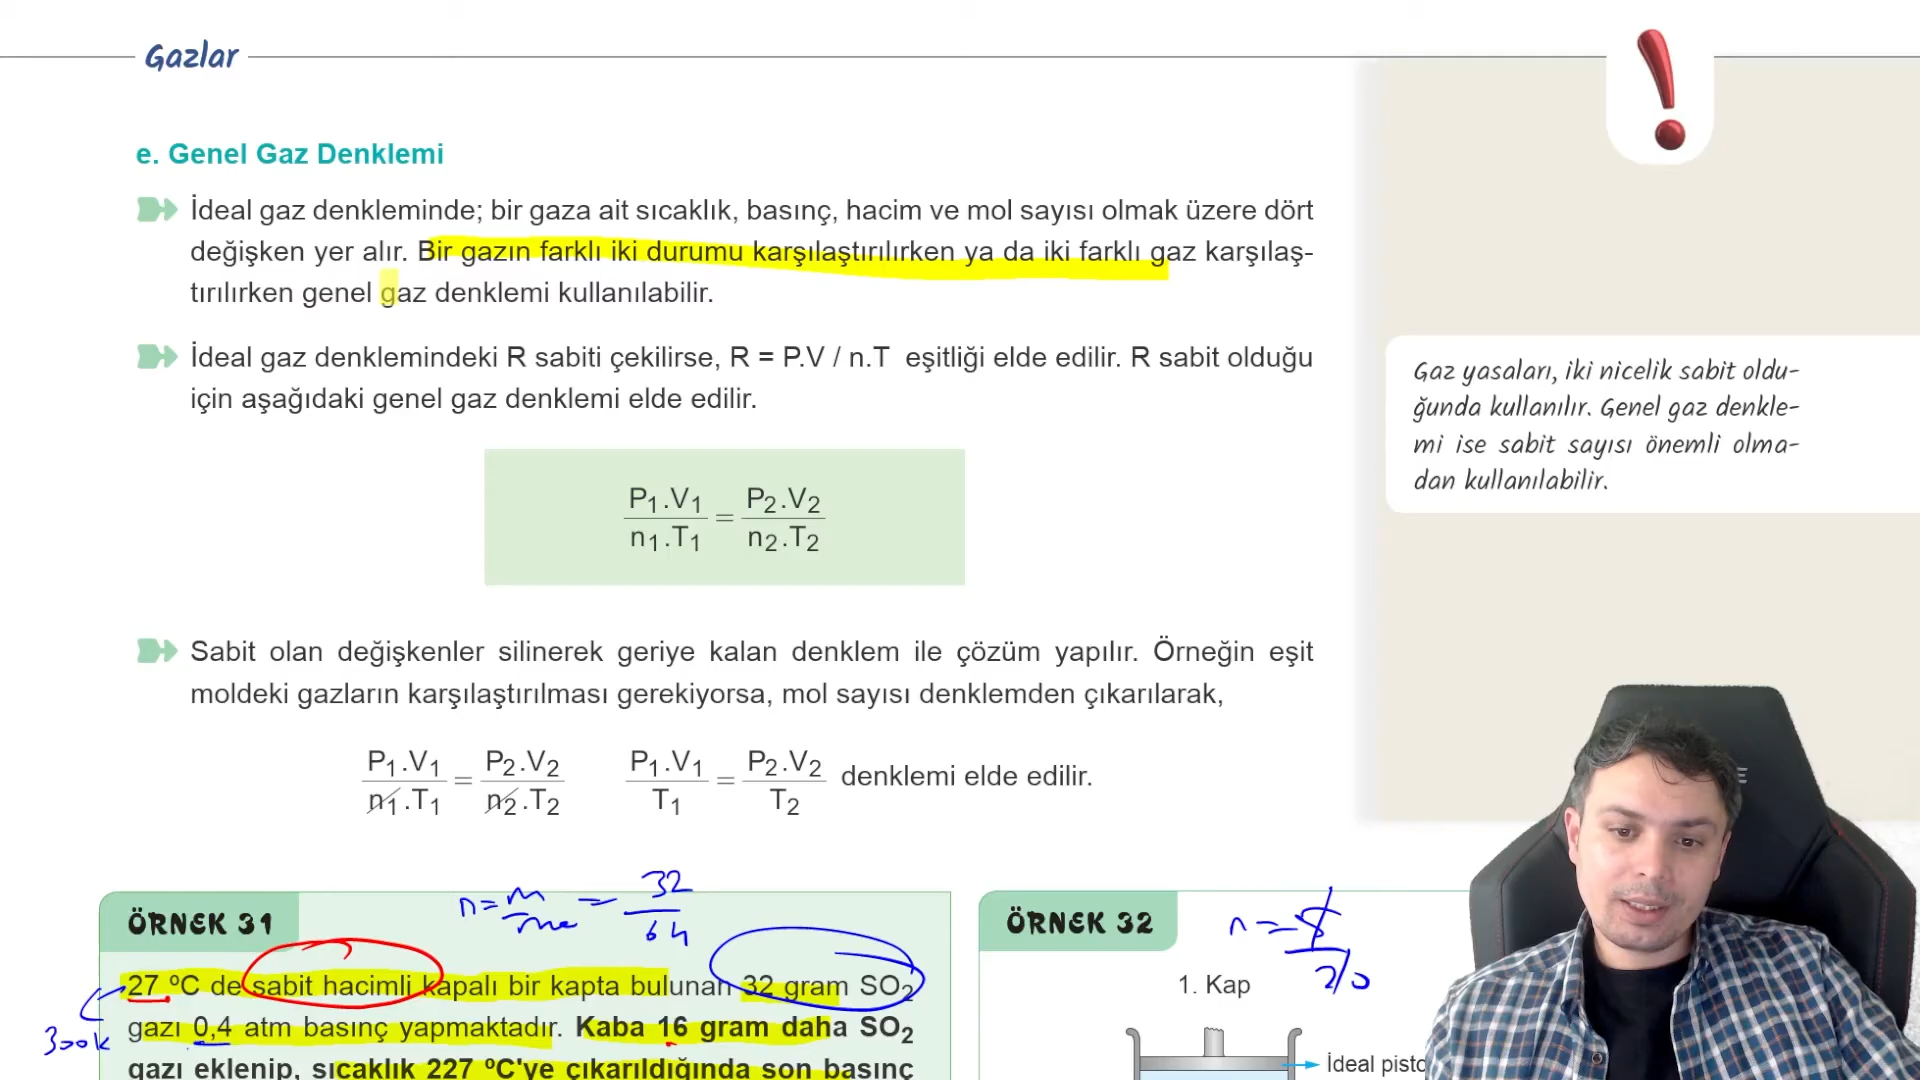 Gazlar
e. Genel Gaz Denklemi
İdeal gaz denkleminde; bir gaza ait sıcaklık, basınç, hacim ve mol sayısı olmak üzere dört
değişken yer alır. Bir gazın farklı iki durumu karşılaştırılırken ya da iki farklı gaz karşılaş-
tırılırken genel gaz denklemi kullanılabilir.
İdeal gaz denklemindeki R sabiti çekilirse, R = P.V / n.T eşitliği elde edilir. R sabit olduğu
için aşağıdaki genel gaz denklemi elde edilir.
P₁.V₁ / n₁.T₁ = P₂.V₂ / n₂.T₂
Sabit olan değişkenler silinerek geriye kalan denklem ile çözüm yapılır. Örneğin eşit
moldeki gazların karşılaştırılması gerekiyorsa, mol sayısı denklemden çıkarılarak,
P₁.V₁ / n₁.T₁ = P₂.V₂ / n₂.T₂ P₁.V₁ / T₁ = P₂.V₂ / T₂ denklemi elde edilir.
Gaz yasaları, iki nicelik sabit oldu-
ğunda kullanılır. Genel gaz denkle-
mi ise sabit sayısı önemli olma-
dan kullanılabilir.
ÖRNEK 31
n = m / ma = 32 / 64
27 ºC de sabit hacimli kapalı bir kapta bulunan 32 gram SO₂
gazı 0,4 atm basınç yapmaktadır. Kaba 16 gram daha SO₂
gazı eklenip, sıcaklık 227 ºC'ye çıkarıldığında son basınç
300K
ÖRNEK 32
n = 8 / 20
1. Kap
İdeal